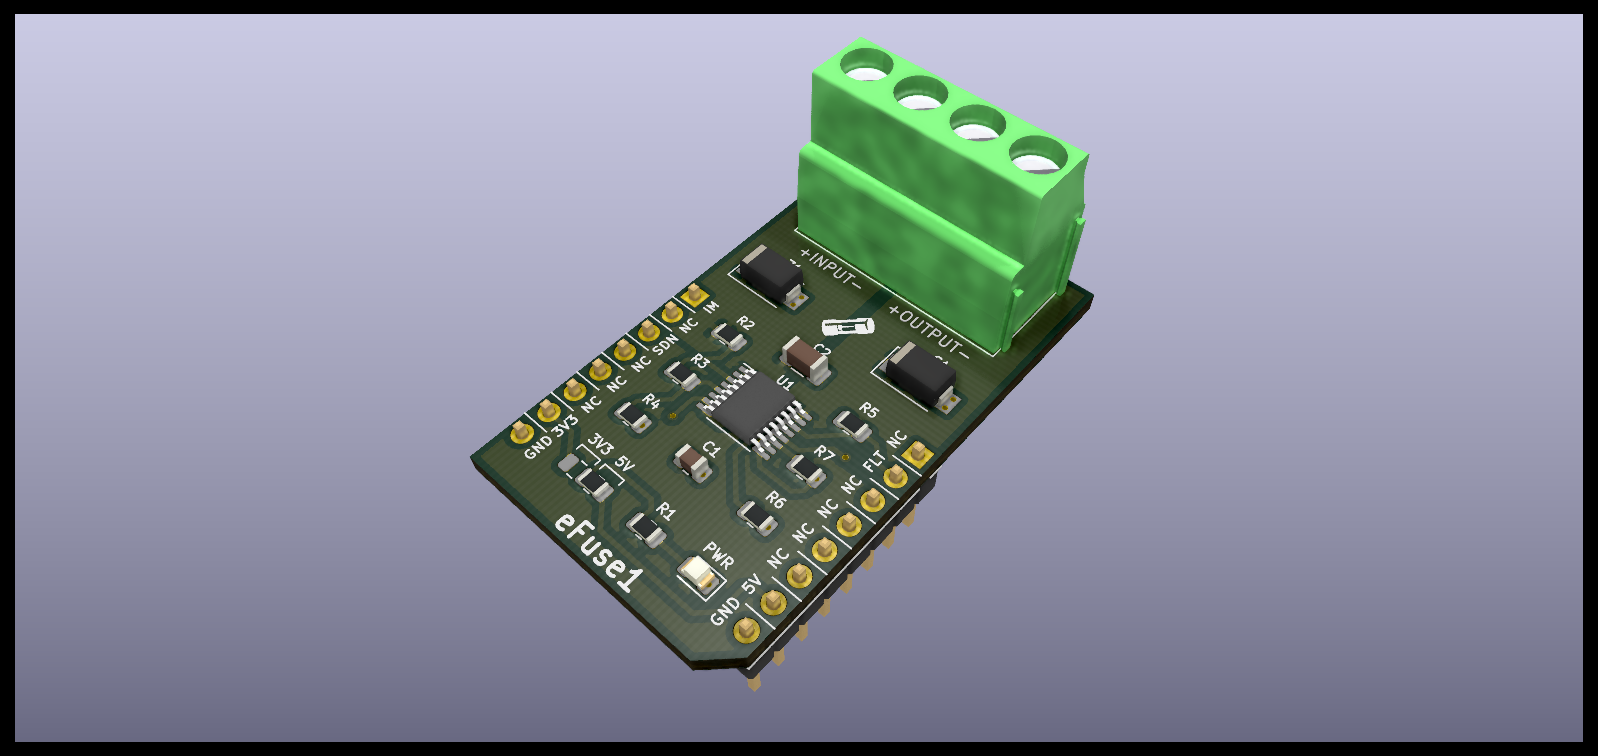 +INPUT-
+OUTPUT-
IM
NC
SDN
NC
NC
NC
3V3
GND
R2
R3
R4
C2
U1
C1
R5
R7
R6
R1
3V3 5V
PWR
eFuse1
NC
FLT
NC
NC
NC
NC
5V
GND